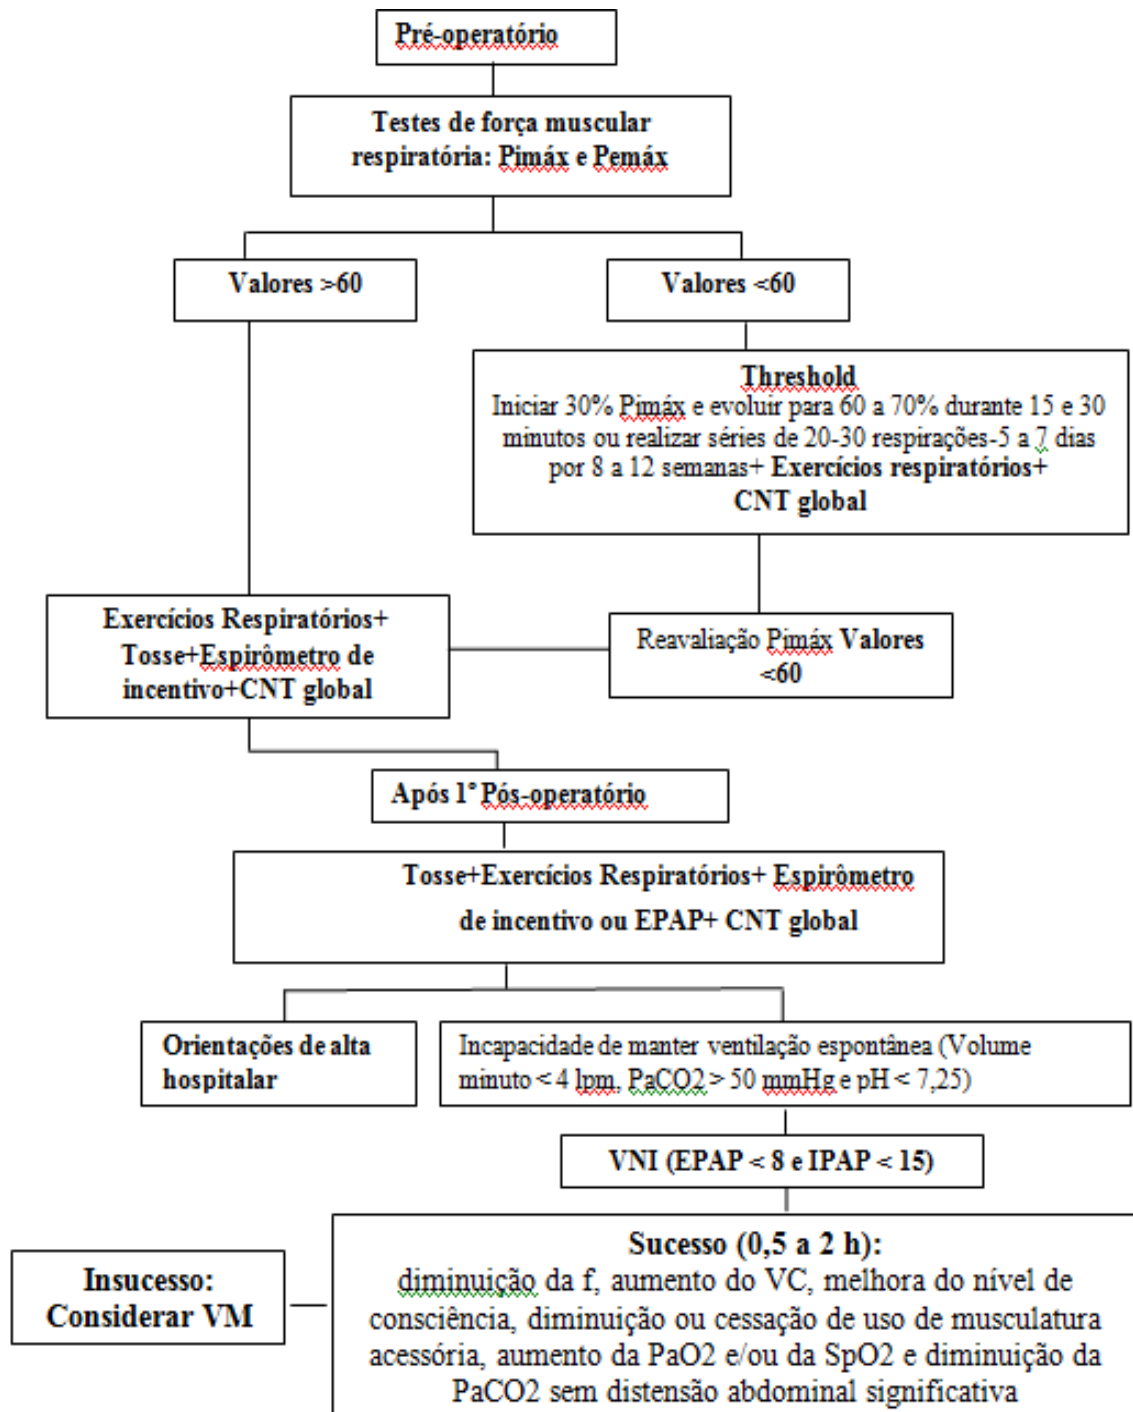 Pré-operatório
Testes de força muscular
respiratória: Pimáx e Pemáx
Valores >60
Valores <60
Threshold
Iniciar 30% Pimáx e evoluir para 60 a 70% durante 15 e 30
minutos ou realizar séries de 20-30 respirações-5 a 7 dias
por 8 a 12 semanas+ Exercícios respiratórios+
CNT global
Exercícios Respiratórios+
Tosse+Espirômetro de
incentivo+CNT global
Reavaliação Pimáx Valores
<60
Após 1° Pós-operatório
Tosse+Exercícios Respiratórios+ Espirômetro
de incentivo ou EPAP+ CNT global
Orientações de alta
hospitalar
Incapacidade de manter ventilação espontânea (Volume
minuto < 4 lpm, PaCO2 > 50 mmHg e pH < 7,25)
VNI (EPAP < 8 e IPAP < 15)
Insucesso:
Considerar VM
Sucesso (0,5 a 2 h):
diminuição da f, aumento do VC, melhora do nível de
consciência, diminuição ou cessação de uso de musculatura
acessória, aumento da PaO2 e/ou da SpO2 e diminuição da
PaCO2 sem distensão abdominal significativa